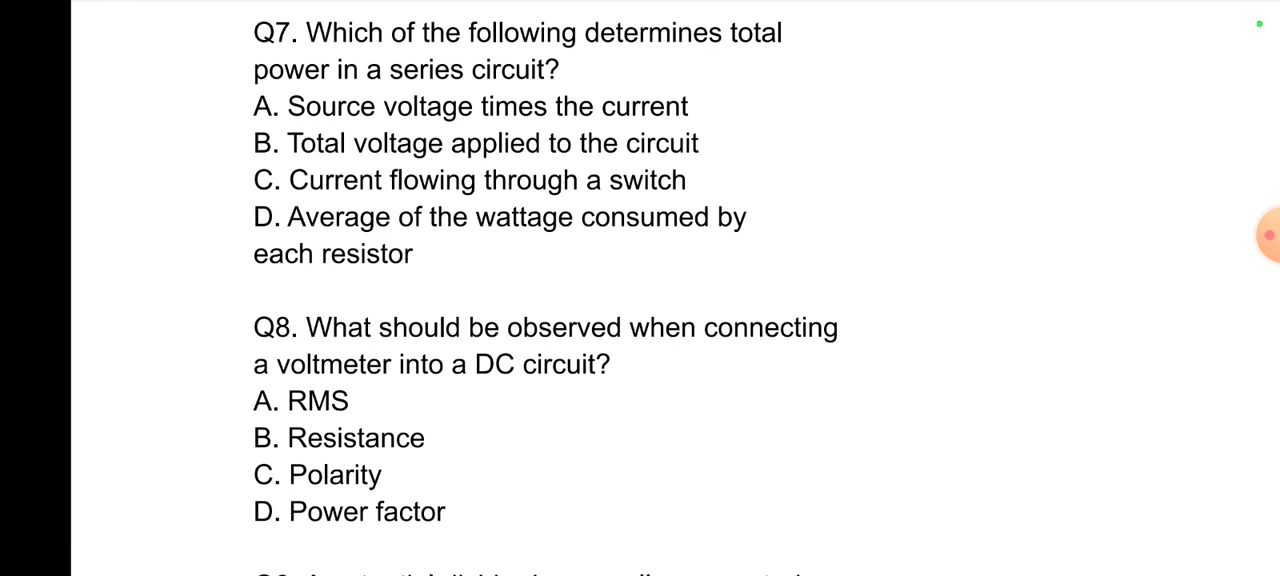 Q7. Which of the following determines total
power in a series circuit?
A. Source voltage times the current
B. Total voltage applied to the circuit
C. Current flowing through a switch
D. Average of the wattage consumed by
each resistor
Q8. What should be observed when connecting
a voltmeter into a DC circuit?
A. RMS
B. Resistance
C. Polarity
D. Power factor